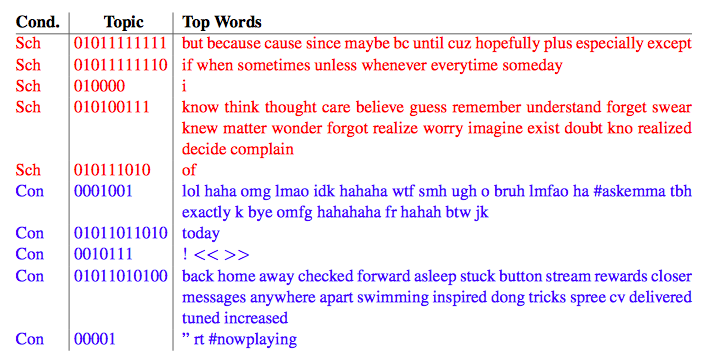 Cond. Topic Top Words
Sch 01011111111 but because cause since maybe bc until cuz hopefully plus especially except
Sch 01011111110 if when sometimes unless whenever everytime someday
Sch 010000 i
Sch 010100111 know think thought care believe guess remember understand forget swear
knew matter wonder forgot realize worry imagine exist doubt kno realized
decide complain
Sch 010111010 of
Con 0001001 lol haha omg lmao idk hahaha wtf smh ugh o bruh lmfao ha #askemma tbh
exactly k bye omfg hahahaha fr hahah btw jk
Con 01011011010 today
Con 0010111 ! << >>
Con 01011010100 back home away checked forward asleep stuck button stream rewards closer
messages anywhere apart swimming inspired dong tricks spree cv delivered
tuned increased
Con 00001 ” rt #nowplaying